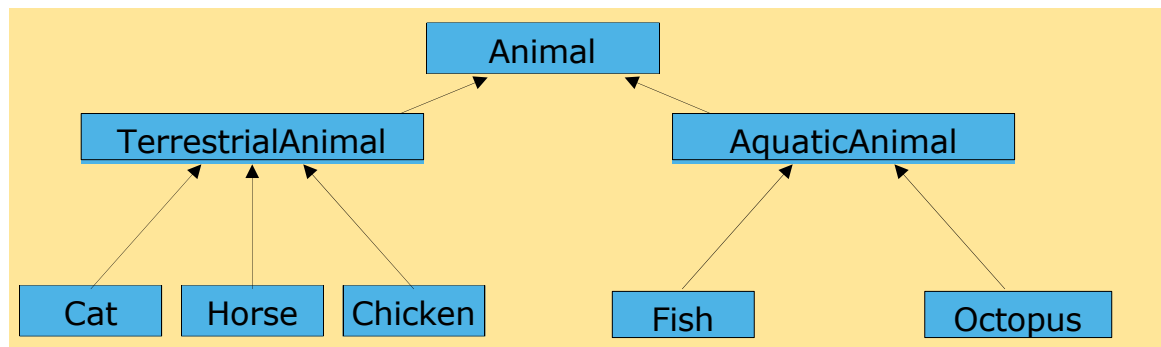 Animal
TerrestrialAnimal
AquaticAnimal
Cat
Horse
Chicken
Fish
Octopus